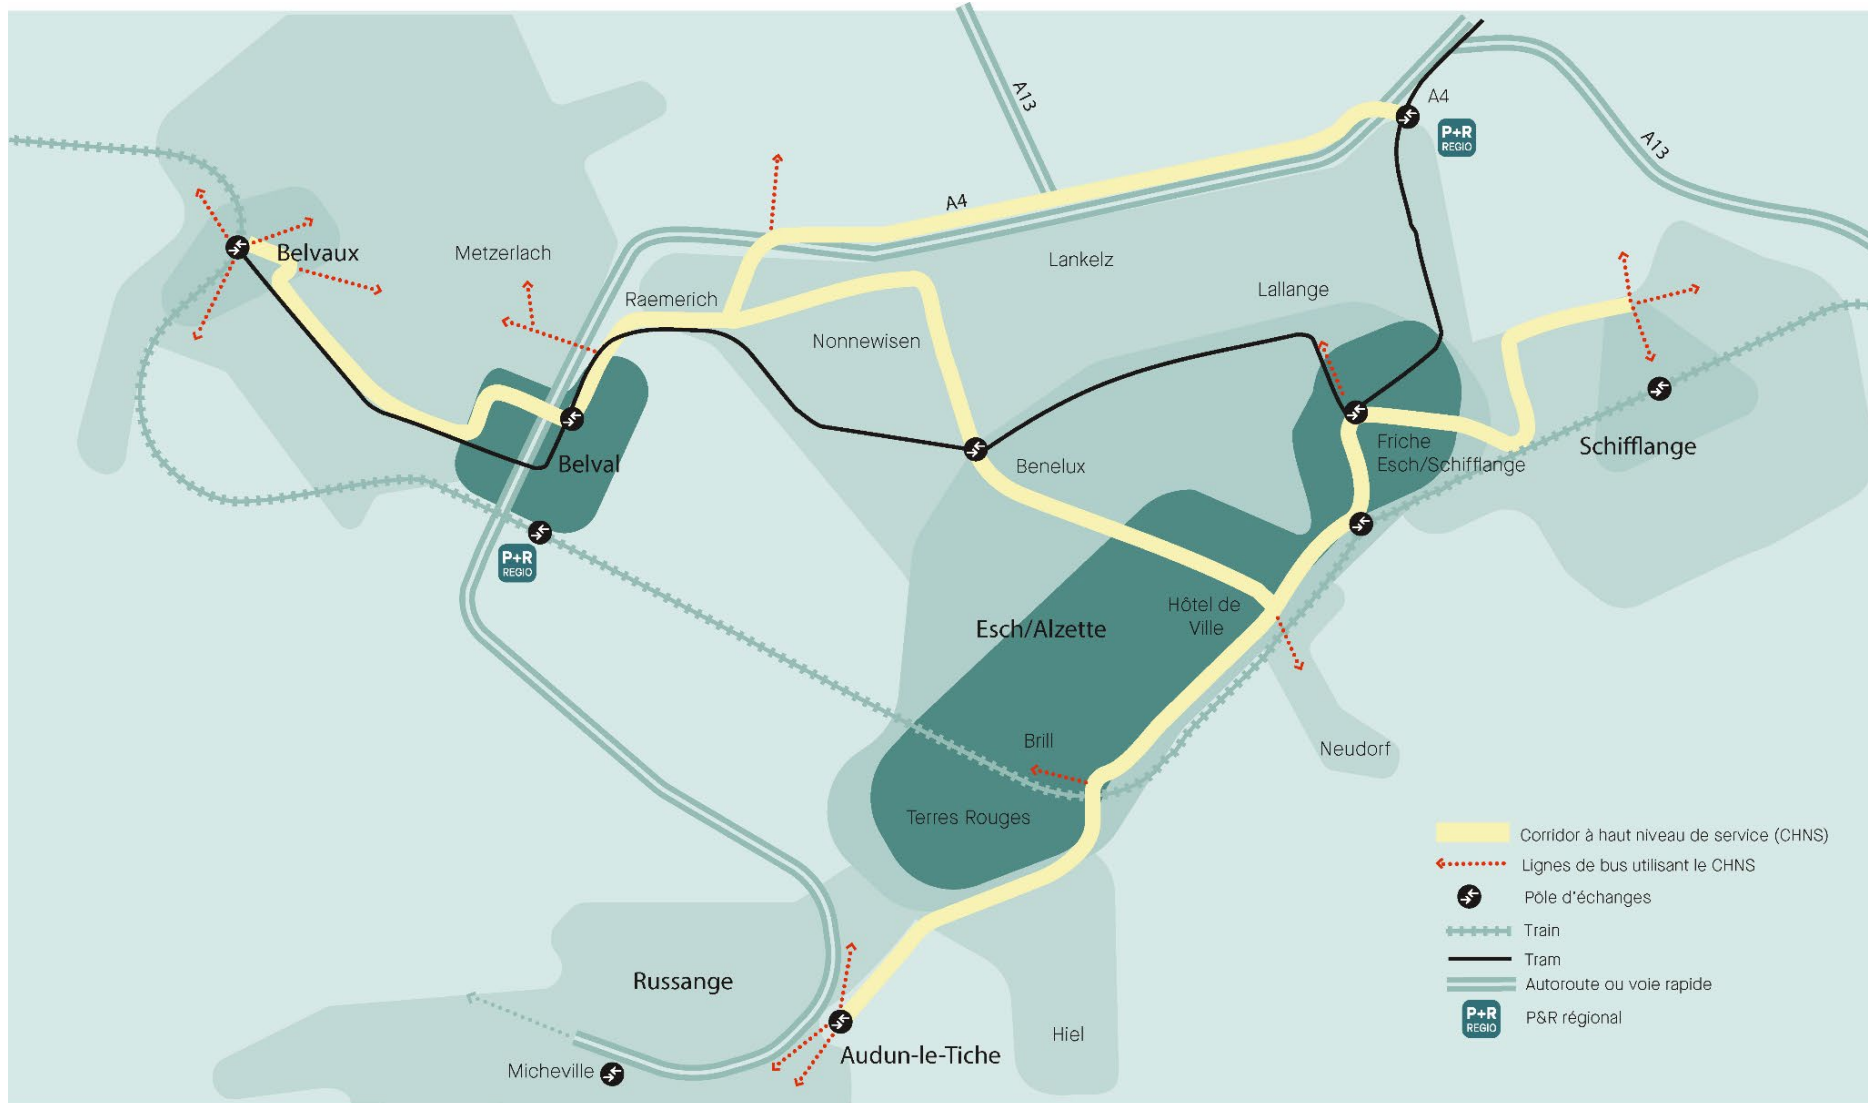 A13
A4
P+R
REGIO
A13
A4
Belvaux
Metzerlach
Lankelz
Raemerich
Lallange
Nonnewisen
Friche
Esch/Schifflange
Schifflange
Benelux
Belval
P+R
REGIO
Hôtel de
Ville
Esch/Alzette
Brill
Neudorf
Terres Rouges
Russange
Hiel
Audun-le-Tiche
Micheville
Corridor à haut niveau de service (CHNS)
Lignes de bus utilisant le CHNS
Pôle d'échanges
Train
Tram
Autoroute ou voie rapide
P+R
REGIO
P&R régional